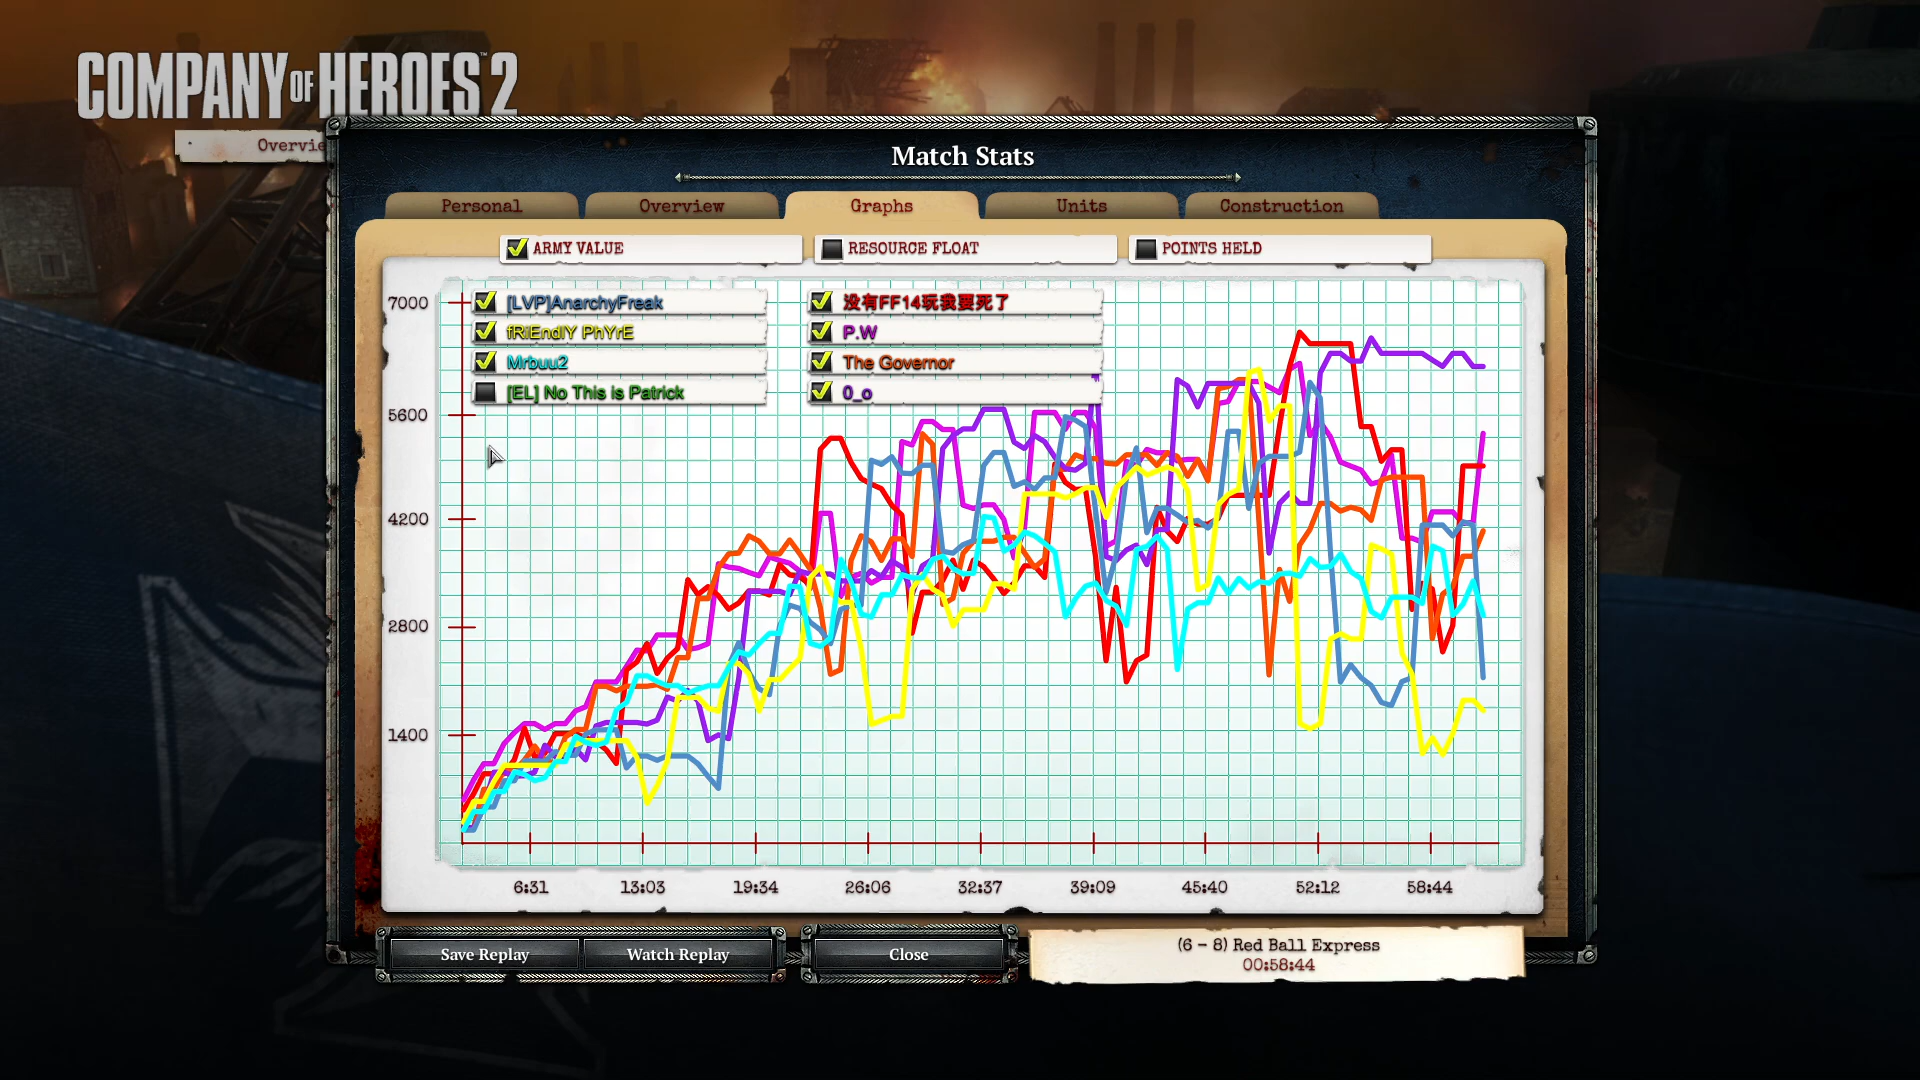 COMPANY OF HEROES 2
Overvie
Match Stats
Personal
Overview
Graphs
Units
Construction
ARMY VALUE
RESOURCE FLOAT
POINTS HELD
[LVP]AnarchyFreak
没有FF14玩我要死了
fRiEndlY PhYrE
P.W
Mrbuu2
The Governor
[EL] No This is Patrick
0_o
7000
5600
4200
2800
1400
6:31
13:03
19:34
26:06
32:37
39:09
45:40
52:12
58:44
Save Replay
Watch Replay
Close
(6 - 8) Red Ball Express
00:58:44